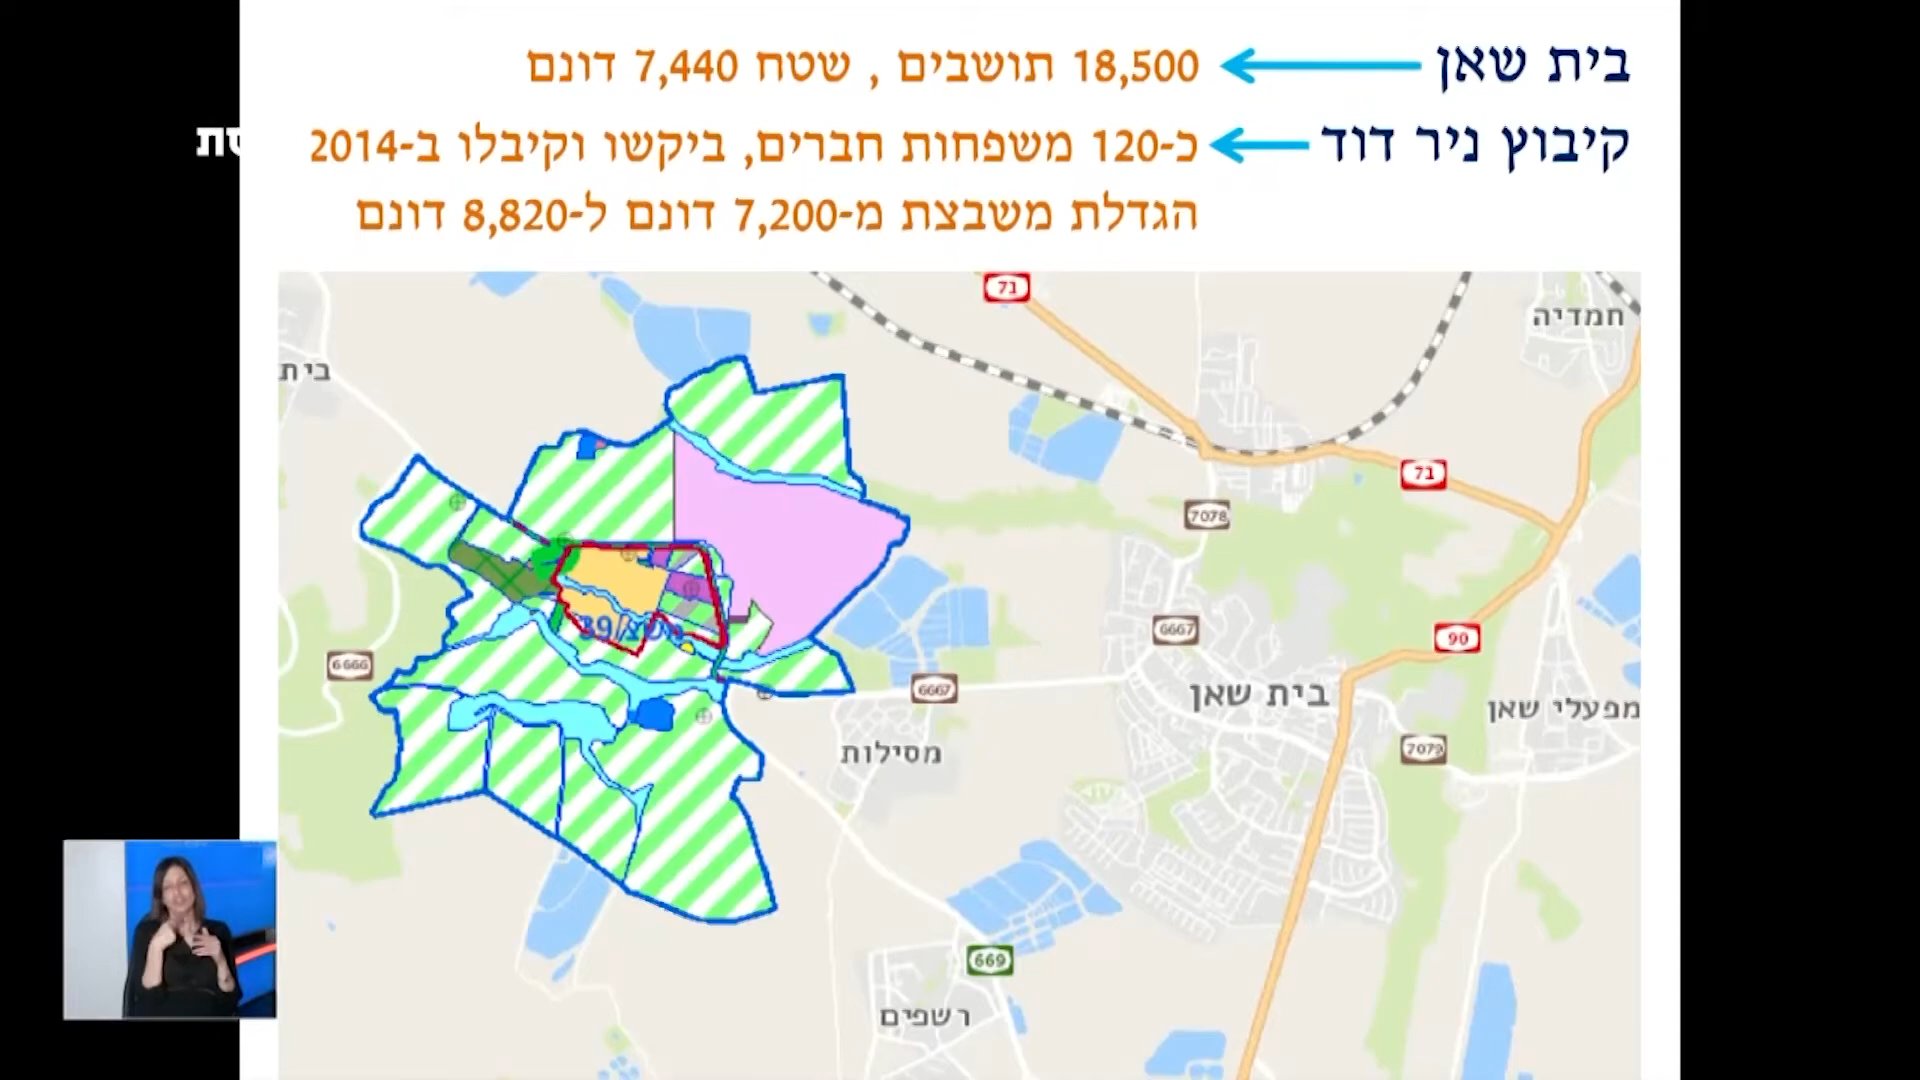 בית שאן
18,500 תושבים , שטח 7,440 דונם
קיבוץ ניר דוד
כ-120 משפחות חברים, ביקשו וקיבלו ב-2014
הגדלת משבצת מ-7,200 דונם ל-8,820 דונם
71
חמדיה
בית
71
7078
6667
90
6666
6667
בית שאן
מפעלי שאן
מסילות
7079
669
רשפים